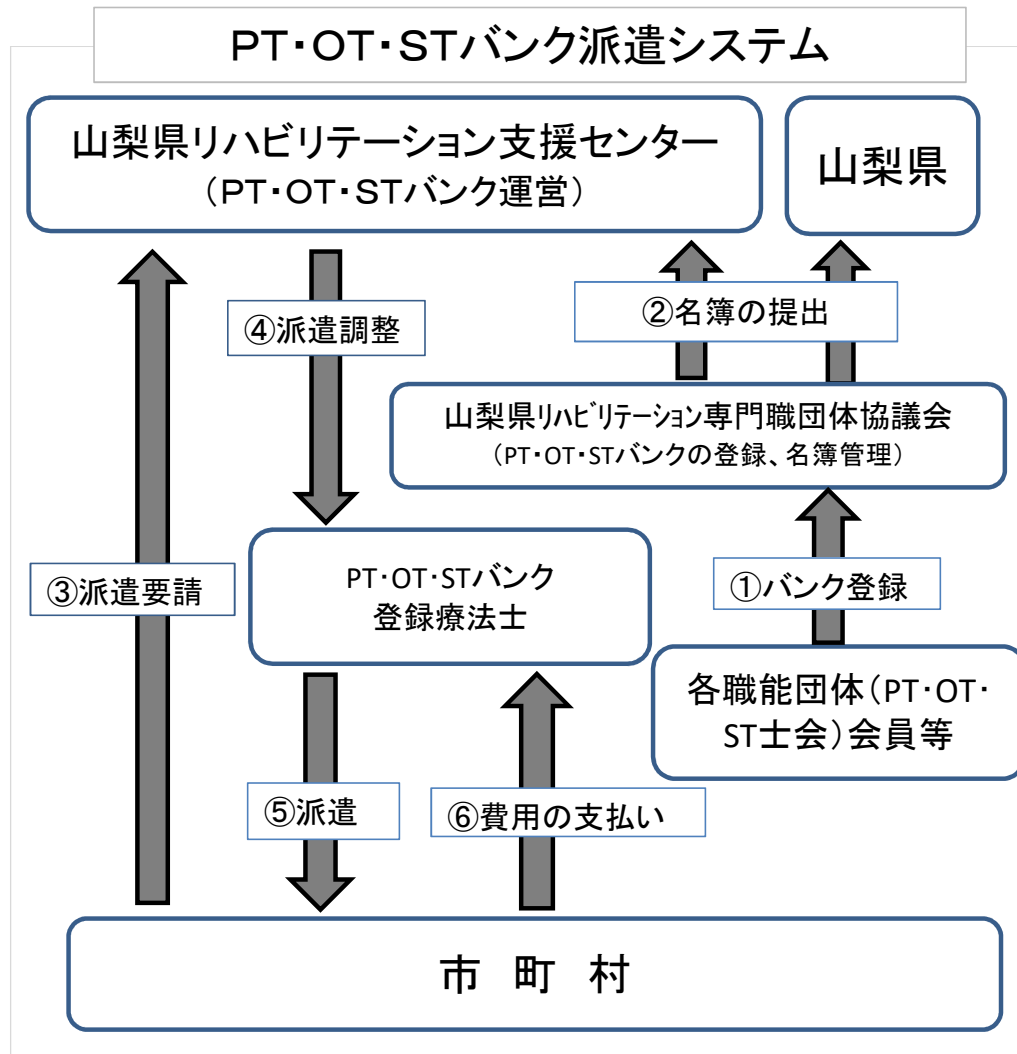 PT・OT・STバンク派遣システム
山梨県リハビリテーション支援センター
（PT・OT・STバンク運営）
山梨県
②名簿の提出
④派遣調整
山梨県ﾘﾊﾋﾞﾘﾃｰｼｮﾝ専門職団体協議会
（PT・OT・STバンクの登録、名簿管理）
③派遣要請
PT・OT・STバンク
登録療法士
①バンク登録
各職能団体（PT・OT・
ST士会）会員等
⑤派遣
⑥費用の支払い
市　町　村